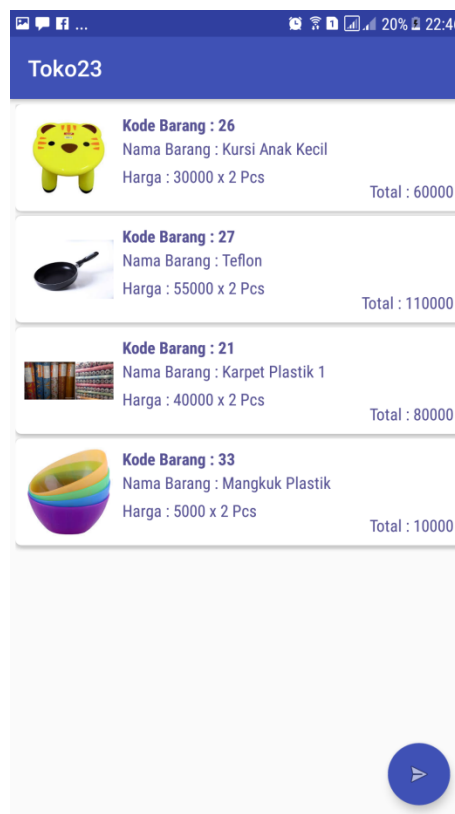 ... 1 20% 22:46
Toko23
Kode Barang : 26
Nama Barang : Kursi Anak Kecil
Harga : 30000 x 2 Pcs
Total : 60000
Kode Barang : 27
Nama Barang : Teflon
Harga : 55000 x 2 Pcs
Total : 110000
Kode Barang : 21
Nama Barang : Karpet Plastik 1
Harga : 40000 x 2 Pcs
Total : 80000
Kode Barang : 33
Nama Barang : Mangkuk Plastik
Harga : 5000 x 2 Pcs
Total : 10000